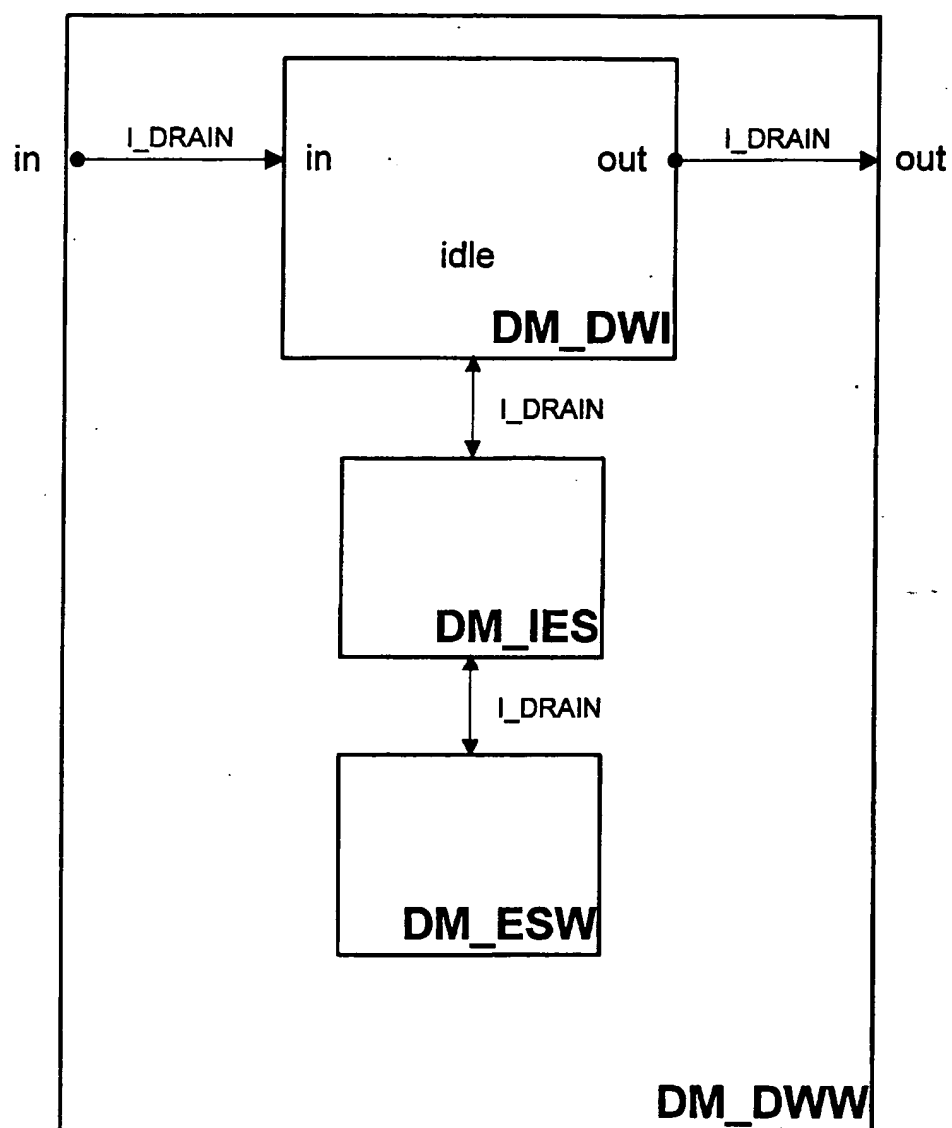 I_DRAIN I_DRAIN
in in out out
idle
DM_DWI
I_DRAIN
DM_IES
I_DRAIN
DM_ESW
DM_DWW